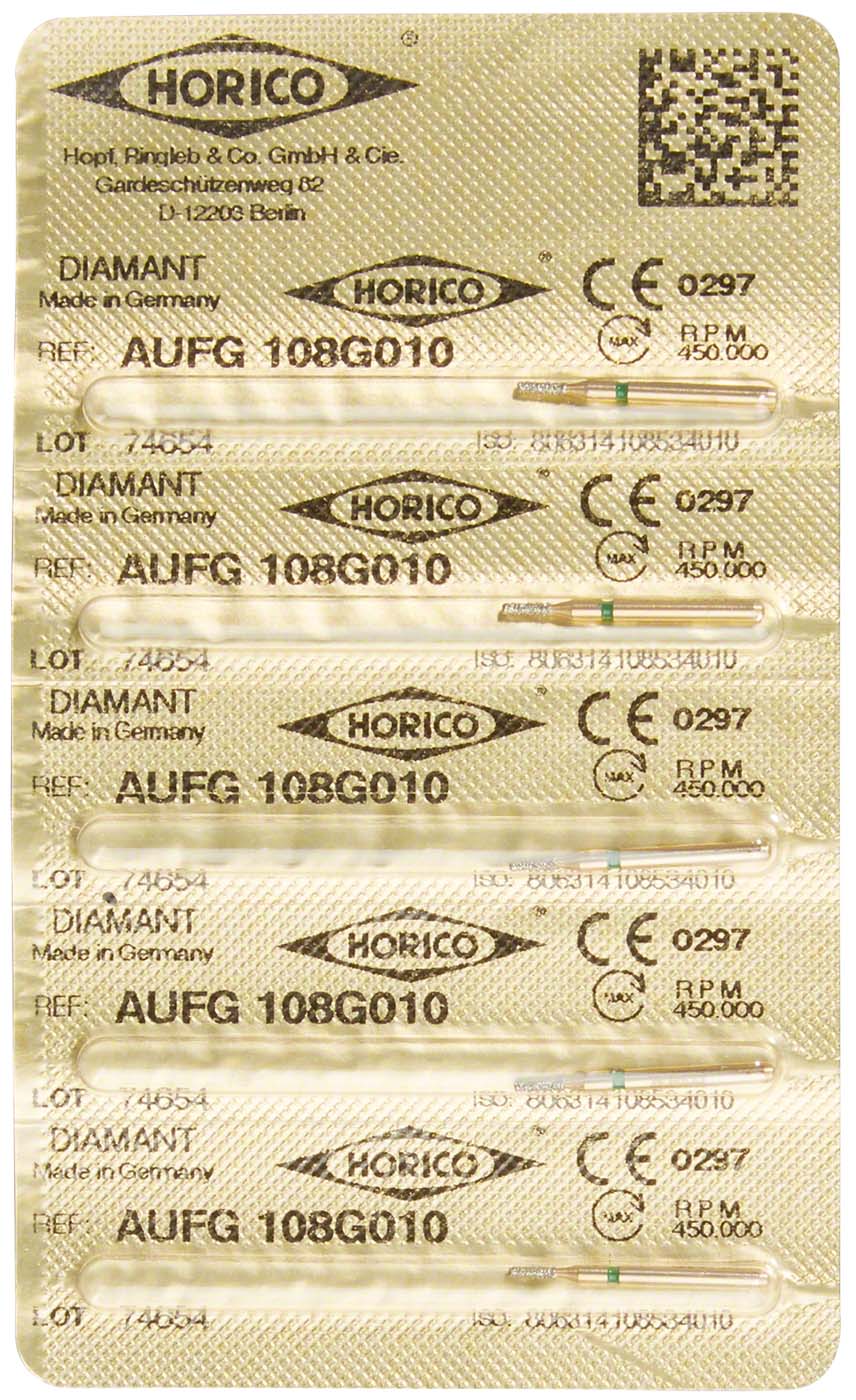 HORICO ®
Hopf, Ringleb & Co. GmbH & Cie.
Gardeschützenweg 82
D-12203 Berlin
DIAMANT
Made in Germany
HORICO ®
CE 0297
REF: AUFG 108G010
MAX
RPM
450.000
LOT 74654
ISO: 806314108534010
DIAMANT
Made in Germany
HORICO ®
CE 0297
REF: AUFG 108G010
MAX
RPM
450.000
LOT 74654
ISO: 806314108534010
DIAMANT
Made in Germany
HORICO ®
CE 0297
REF: AUFG 108G010
MAX
RPM
450.000
LOT 74654
ISO: 806314108534010
DIAMANT
Made in Germany
HORICO ®
CE 0297
REF: AUFG 108G010
MAX
RPM
450.000
LOT 74654
ISO: 806314108534010
DIAMANT
Made in Germany
HORICO ®
CE 0297
REF: AUFG 108G010
MAX
RPM
450.000
LOT 74654
ISO: 806314108534010